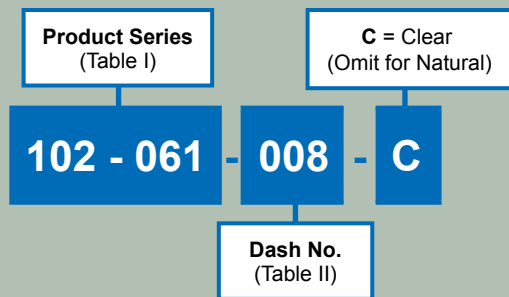 Product Series
(Table I)
C = Clear
(Omit for Natural)
102 - 061 - 008 - C
Dash No.
(Table II)